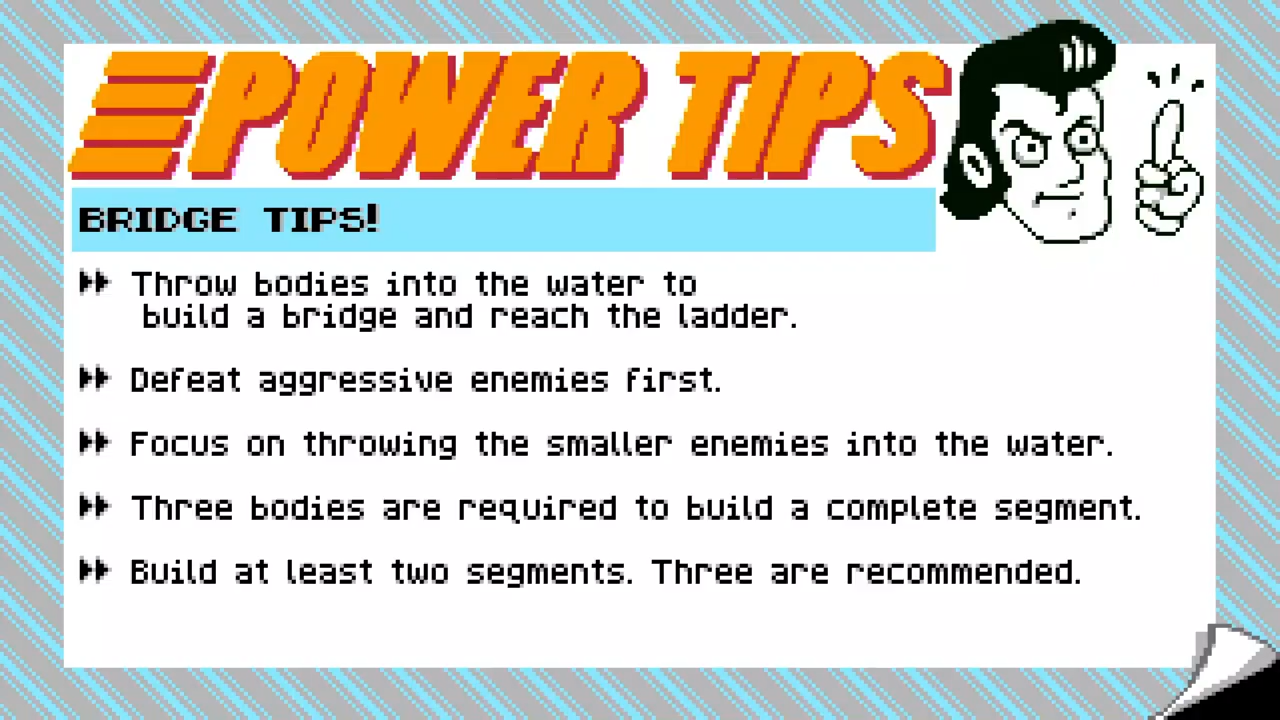 POWER TIPS
BRIDGE TIPS!
Throw bodies into the water to
build a bridge and reach the ladder.
Defeat aggressive enemies first.
Focus on throwing the smaller enemies into the water.
Three bodies are required to build a complete segment.
Build at least two segments. Three are recommended.